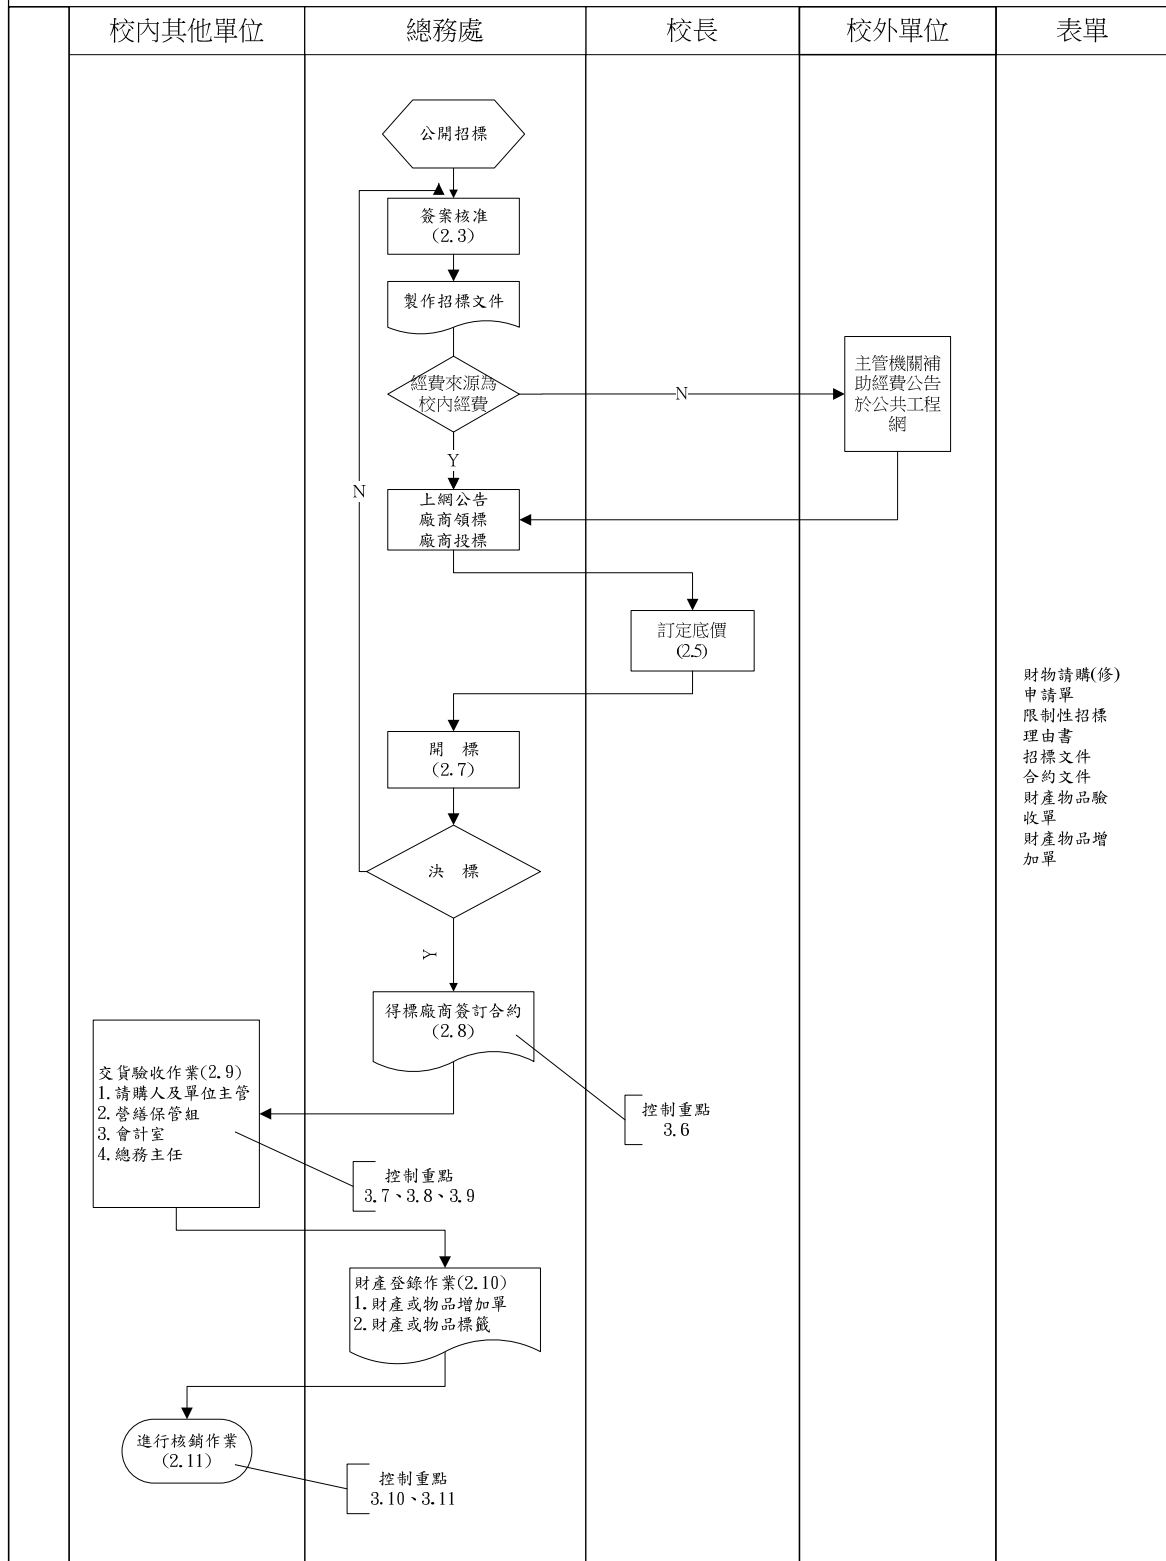 校內其他單位
總務處
校長
校外單位
表單
公開招標
簽案核准
(2.3)
製作招標文件
經費來源為
校內經費
N
主管機關補
助經費公告
於公共工程
網
Y
N
上網公告
廠商領標
廠商投標
訂定底價
(2.5)
財物請購(修)
申請單
限制性招標
理由書
招標文件
合約文件
財產物品驗
收單
財產物品增
加單
開 標
(2.7)
決 標
Y
得標廠商簽訂合約
(2.8)
交貨驗收作業(2.9)
1.請購人及單位主管
2.營繕保管組
3.會計室
4.總務主任
控制重點
3.6
控制重點
3.7、3.8、3.9
財產登錄作業(2.10)
1.財產或物品增加單
2.財產或物品標籤
進行核銷作業
(2.11)
控制重點
3.10、3.11